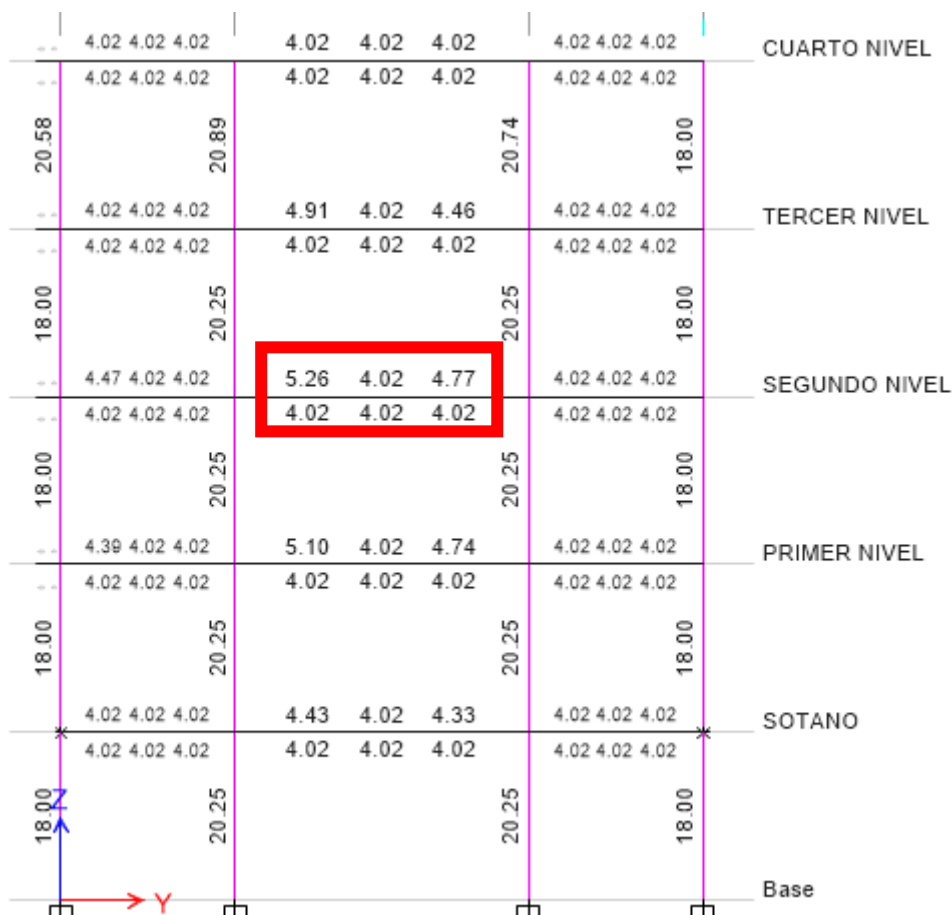 4.02 4.02 4.02 4.02 4.02 4.02 4.02 4.02 4.02 CUARTO NIVEL
4.02 4.02 4.02 4.02 4.02 4.02 4.02 4.02 4.02
20.58 20.89 20.74 18.00
4.02 4.02 4.02 4.91 4.02 4.46 4.02 4.02 4.02 TERCER NIVEL
4.02 4.02 4.02 4.02 4.02 4.02 4.02 4.02 4.02
18.00 20.25 20.25 18.00
4.47 4.02 4.02 5.26 4.02 4.77 4.02 4.02 4.02 SEGUNDO NIVEL
4.02 4.02 4.02 4.02 4.02 4.02 4.02 4.02 4.02
18.00 20.25 20.25 18.00
4.39 4.02 4.02 5.10 4.02 4.74 4.02 4.02 4.02 PRIMER NIVEL
4.02 4.02 4.02 4.02 4.02 4.02 4.02 4.02 4.02
18.00 20.25 20.25 18.00
4.02 4.02 4.02 4.43 4.02 4.33 4.02 4.02 4.02 SOTANO
4.02 4.02 4.02 4.02 4.02 4.02 4.02 4.02 4.02
18.00 20.25 20.25 18.00
Z
Y
Base